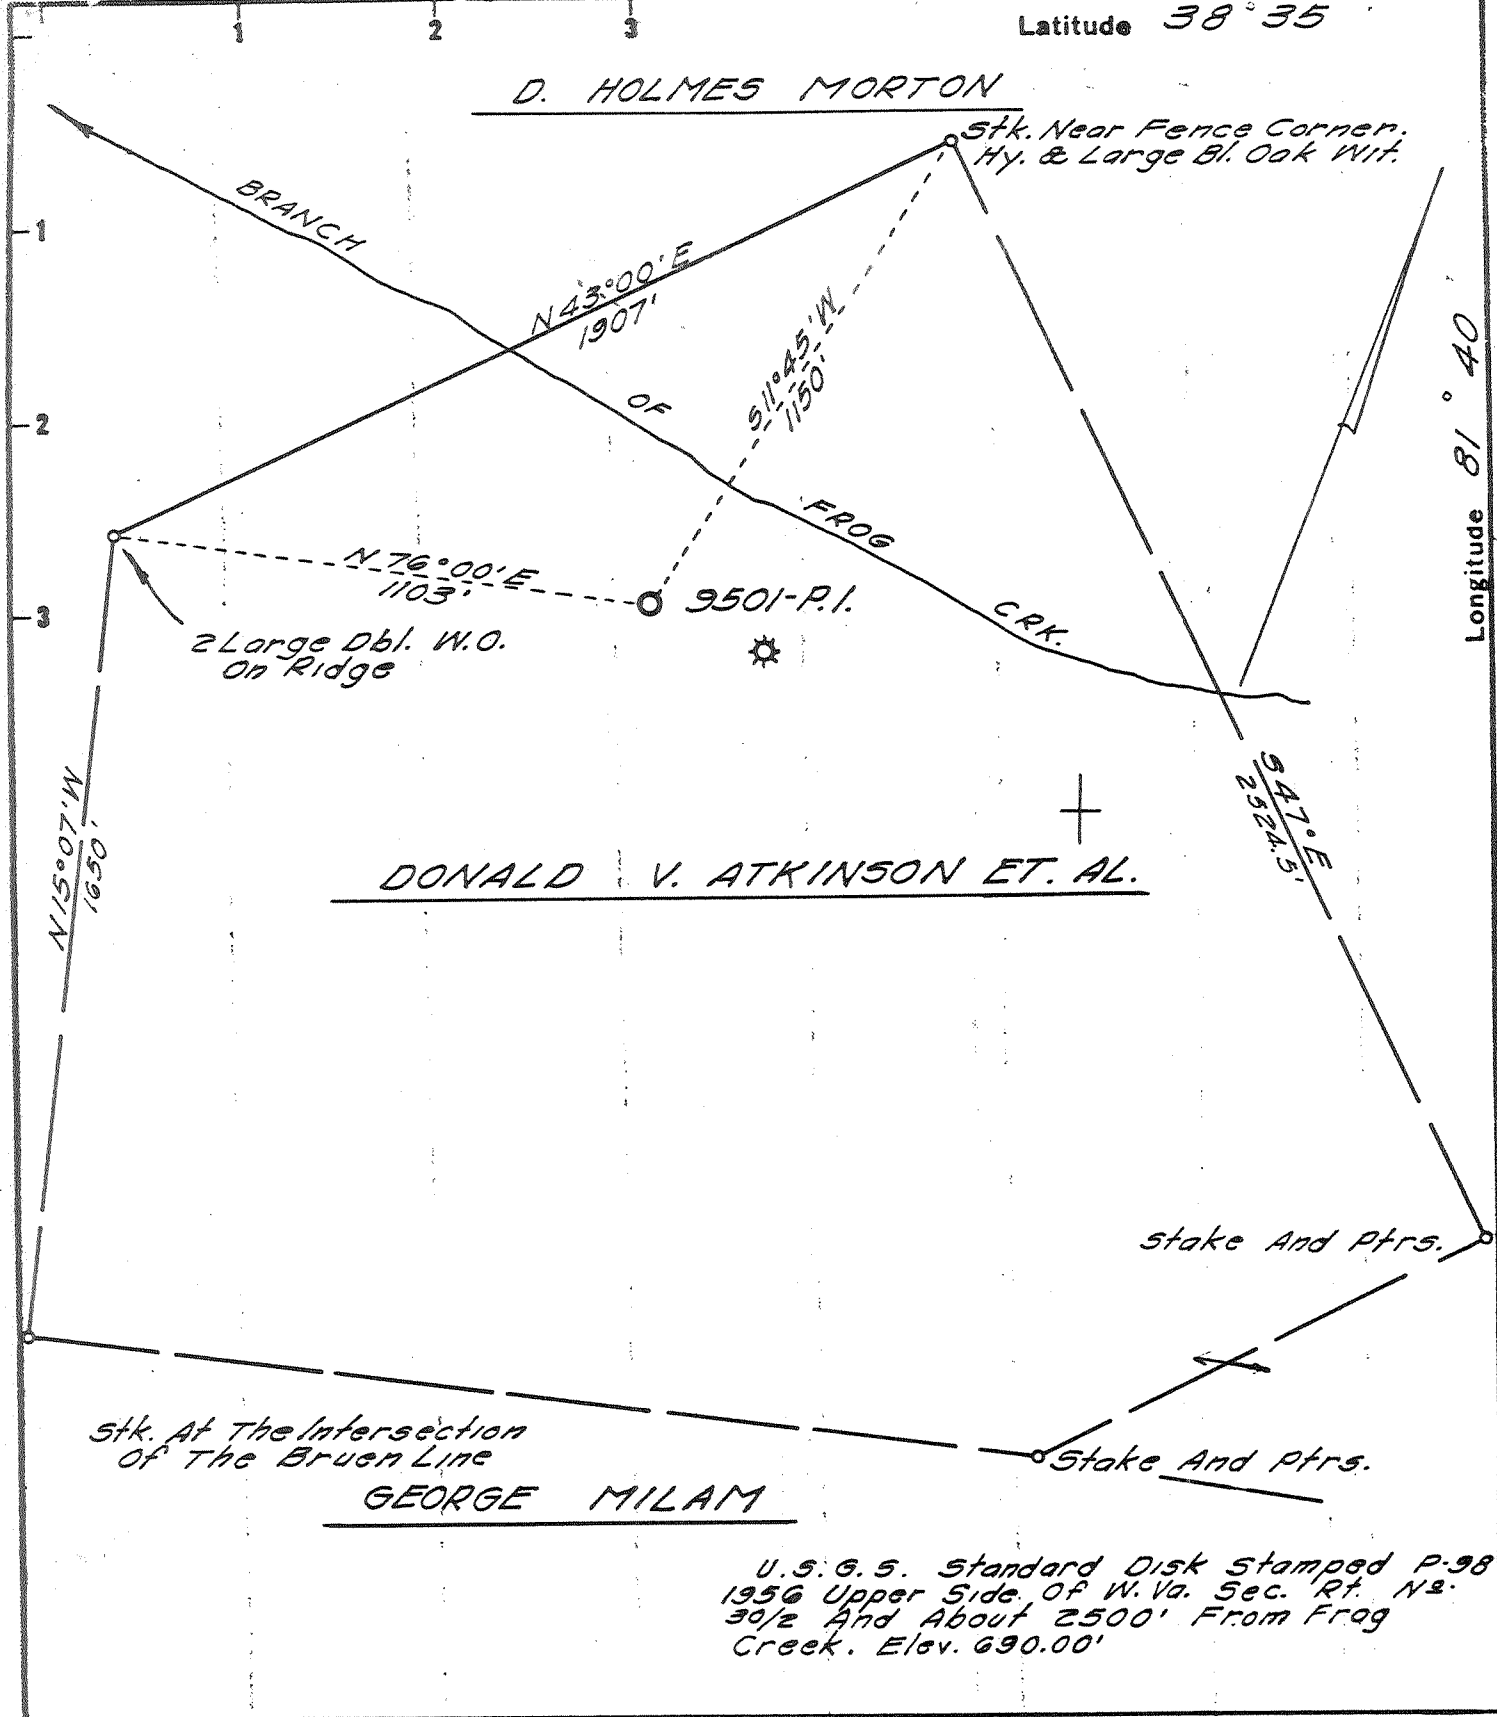 1 2 3
Latitude 38°35
D. HOLMES MORTON
Stk. Near Fence Corner.
Hy. & Large Bl. Oak Wit.
BRANCH
1
N43°00'E
1907'
S11°45'W
1150'
Longitude 81°40
2
OF
FROG
N76°00'E
1103'
9501-P.I.
3
CRK.
2 Large Dbl. W.O.
On Ridge
N15°07'W
1650'
S47°E
2524.5'
DONALD V. ATKINSON ET. AL.
Stake And Ptrs.
Stk. At The Intersection
Of The Bruen Line
Stake And Ptrs.
GEORGE MILAM
U.S.G.S. Standard Disk Stamped P-98
1956 Upper Side Of W. Va. Sec. Rt. Nº.
30/2 And About 2500' From Frog
Creek. Elev. 690.00'